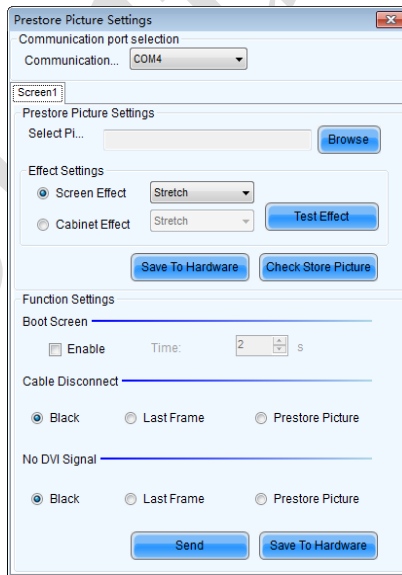 Prestore Picture Settings
Communication port selection
Communication... COM4
Screen1
Prestore Picture Settings
Select Pi... Browse
Effect Settings
Screen Effect Stretch
Cabinet Effect Stretch Test Effect
Save To Hardware Check Store Picture
Function Settings
Boot Screen
Enable Time: 2 s
Cable Disconnect
Black Last Frame Prestore Picture
No DVI Signal
Black Last Frame Prestore Picture
Send Save To Hardware